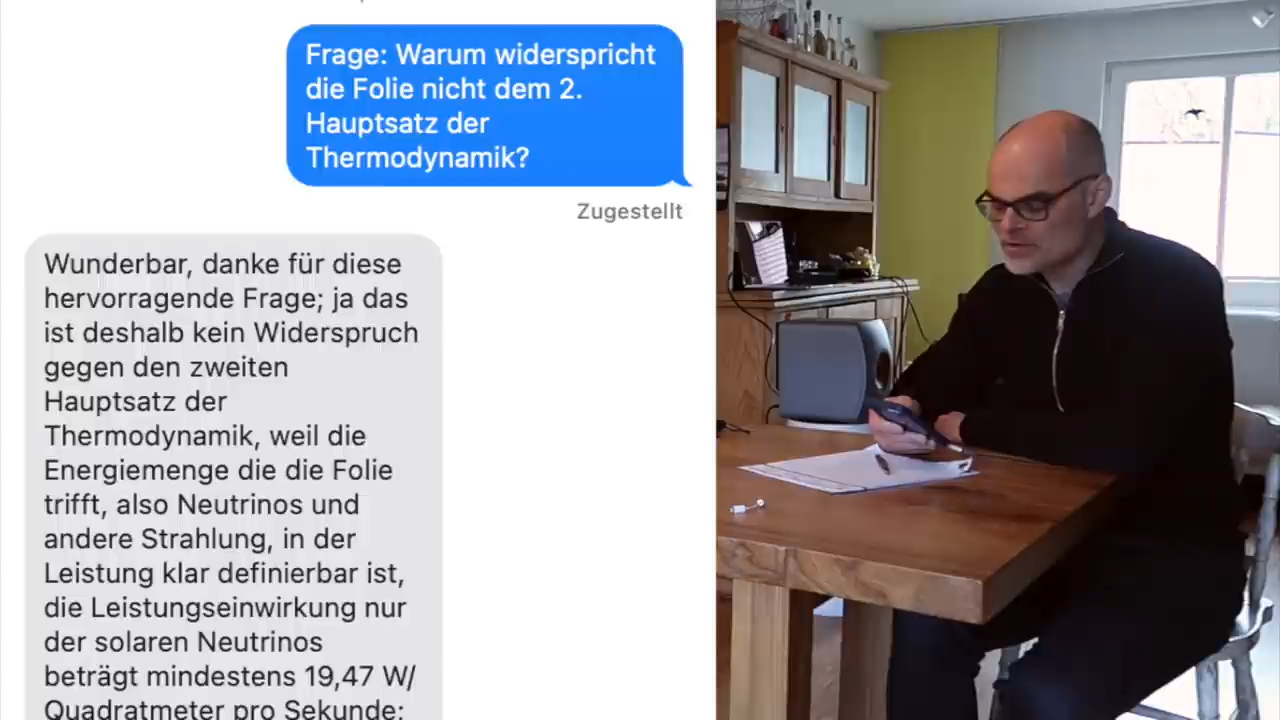 Frage: Warum widerspricht
die Folie nicht dem 2.
Hauptsatz der
Thermodynamik?
Zugestellt
Wunderbar, danke für diese
hervorragende Frage; ja das
ist deshalb kein Widerspruch
gegen den zweiten
Hauptsatz der
Thermodynamik, weil die
Energiemenge die die Folie
trifft, also Neutrinos und
andere Strahlung, in der
Leistung klar definierbar ist,
die Leistungseinwirkung nur
der solaren Neutrinos
beträgt mindestens 19,47 W/
Quadratmeter pro Sekunde;